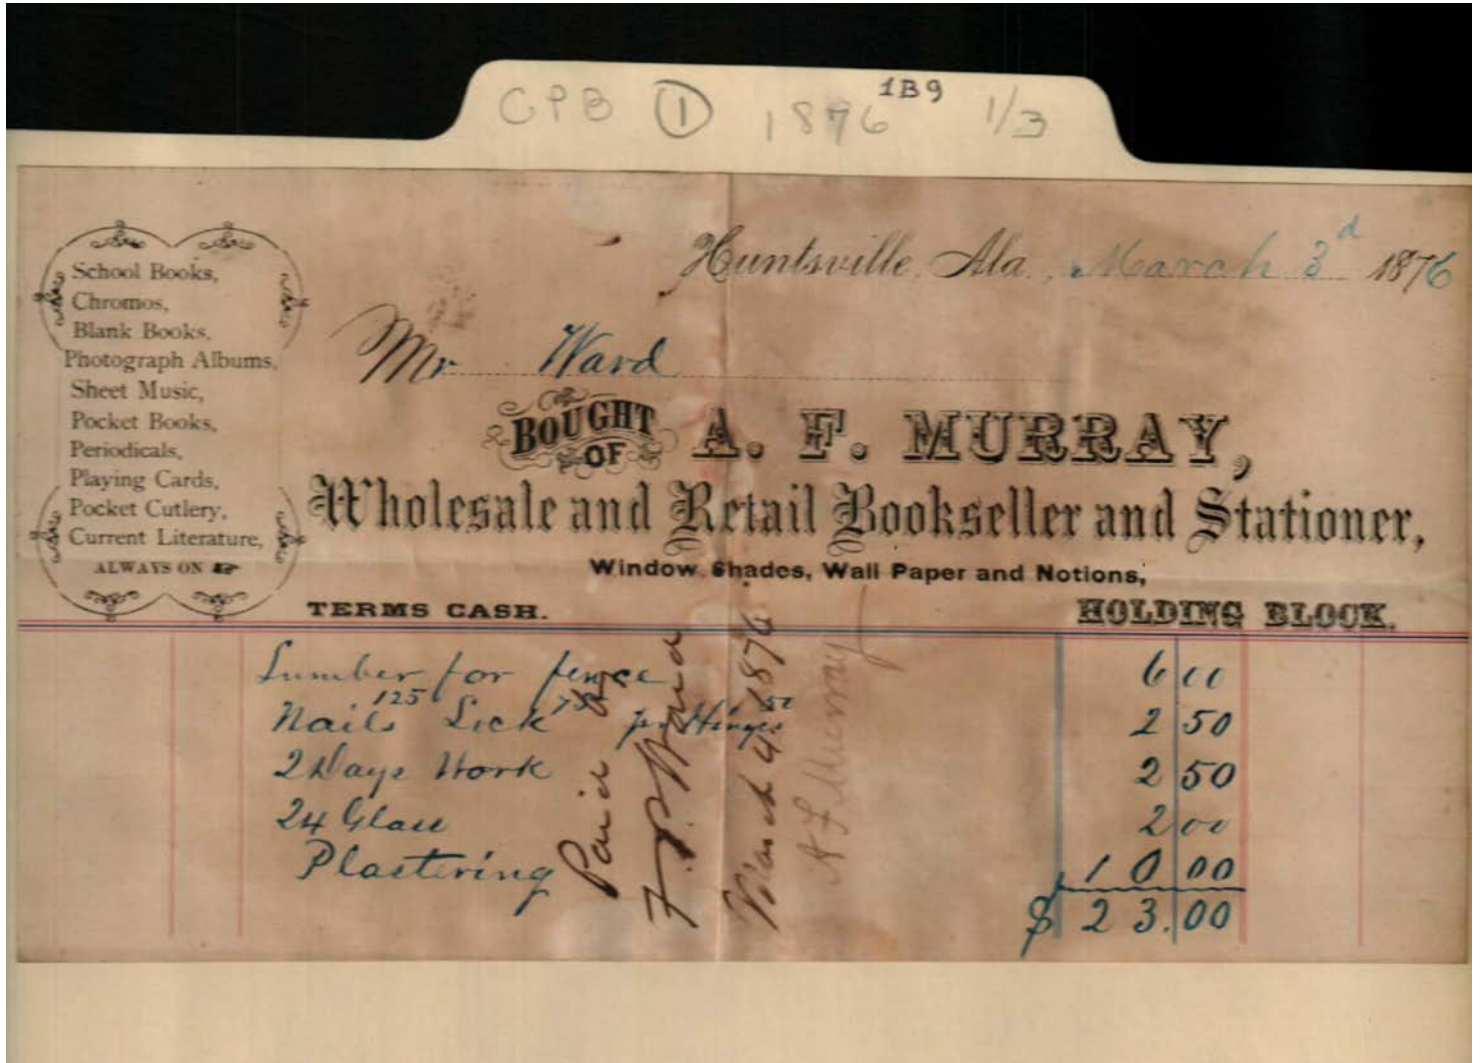 CPB 1 1876 1B9 1/3
School Books,
Chromos,
Blank Books,
Photograph Albums,
Sheet Music,
Pocket Books,
Periodicals,
Playing Cards,
Pocket Cutlery,
Current Literature,
ALWAYS ON
Huntsville, Ala., March 3d 1876
Mr Ward
BOUGHT OF A. F. MURRAY,
Wholesale and Retail Bookseller and Stationer,
Window Shades, Wall Paper and Notions,
TERMS CASH. HOLDING BLOCK.
Lumber for fence 6 00
Nails 125 75 pr Hinges 50 2 50
2 Days Work 2 50
24 Glass 2 00
Plastering 10 00
$ 23.00
Paid by
F. P. Ward
March 4 1876
A F Murray